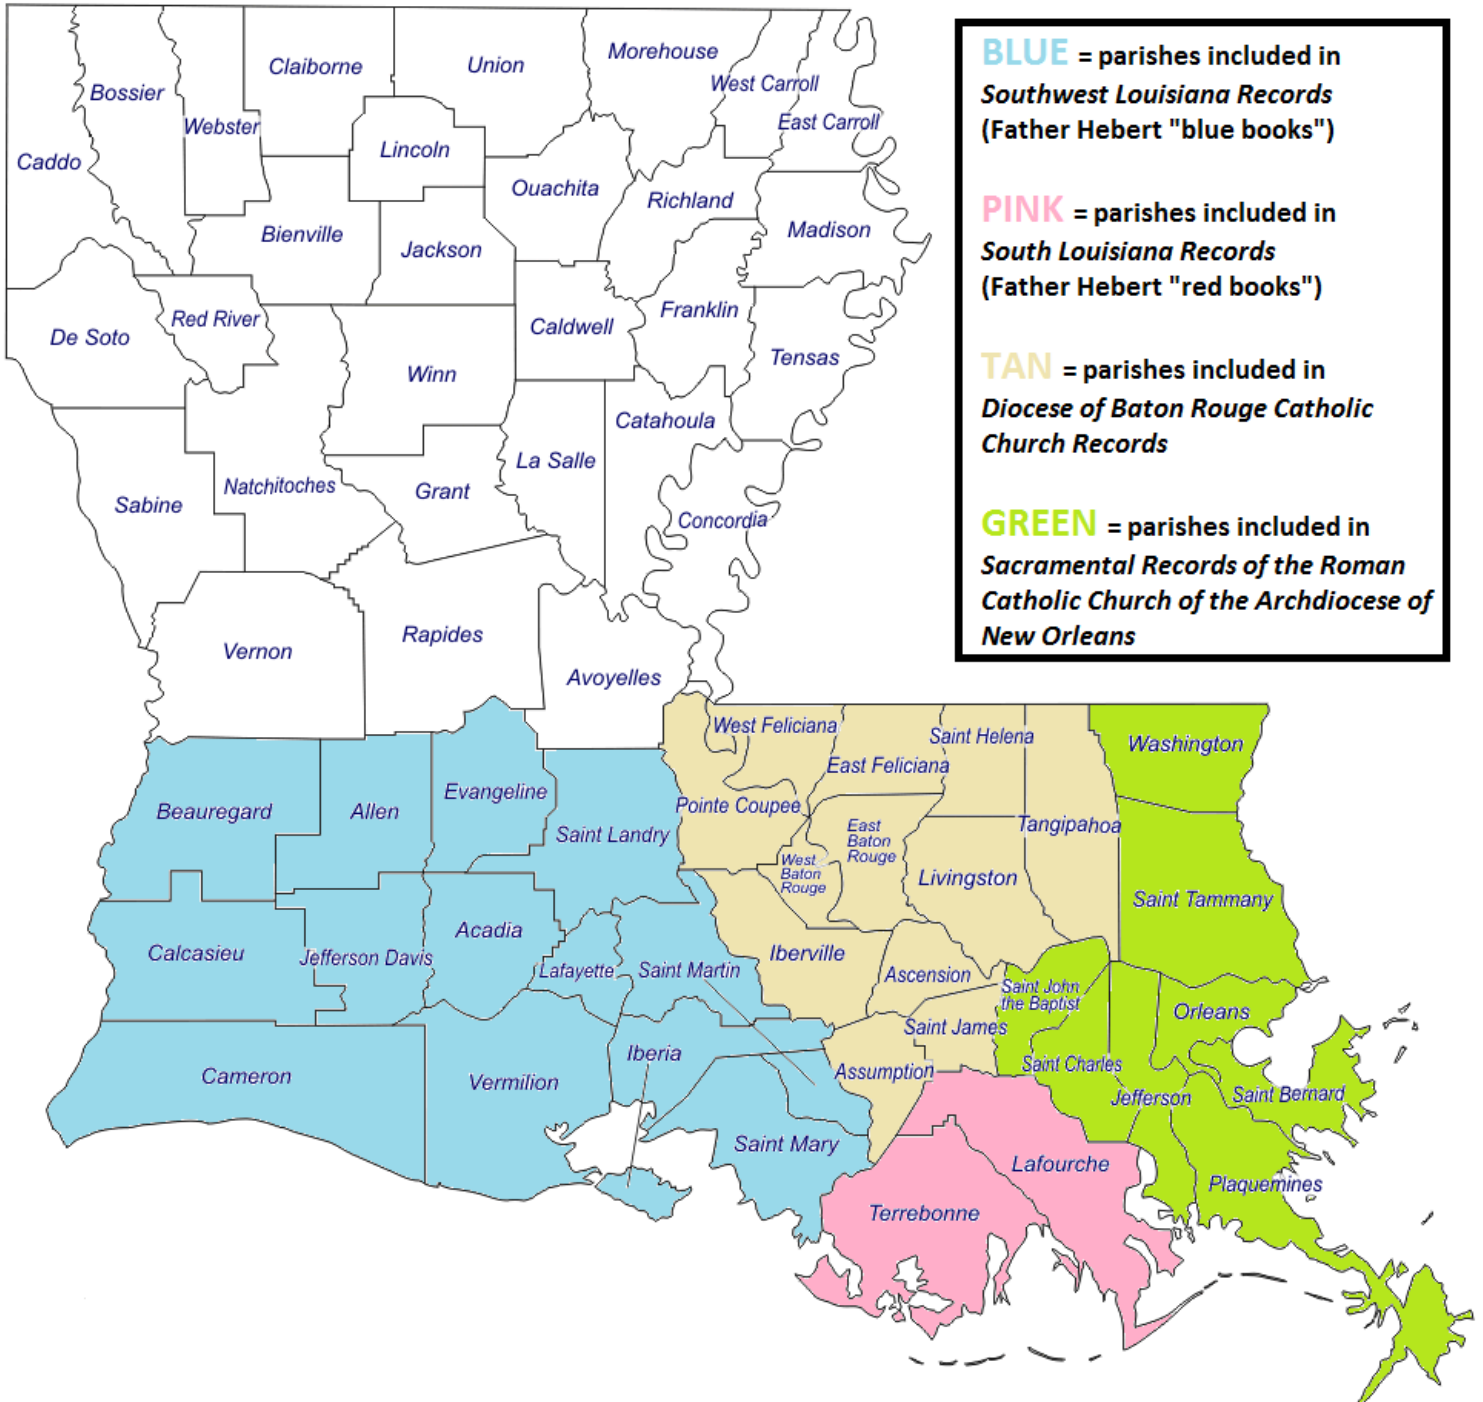 BLUE = parishes included in
Southwest Louisiana Records
(Father Hebert "blue books")
PINK = parishes included in
South Louisiana Records
(Father Hebert "red books")
TAN = parishes included in
Diocese of Baton Rouge Catholic
Church Records
GREEN = parishes included in
Sacramental Records of the Roman
Catholic Church of the Archdiocese of
New Orleans
Caddo
Bossier
Webster
Claiborne
Union
Morehouse
West Carroll
East Carroll
Lincoln
Ouachita
Richland
Madison
Bienville
Jackson
De Soto
Red River
Winn
Caldwell
Franklin
Tensas
Sabine
Natchitoches
Grant
La Salle
Catahoula
Concordia
Vernon
Rapides
Avoyelles
Beauregard
Allen
Evangeline
Saint Landry
Calcasieu
Jefferson Davis
Acadia
Lafayette
Saint Martin
Cameron
Vermilion
Iberia
Saint Mary
Pointe Coupee
West Feliciana
East Feliciana
Saint Helena
Tangipahoa
West
Baton
Rouge
East
Baton
Rouge
Livingston
Iberville
Ascension
Saint James
Assumption
Washington
Saint Tammany
Saint John
the Baptist
Saint Charles
Orleans
Jefferson
Saint Bernard
Plaquemines
Lafourche
Terrebonne